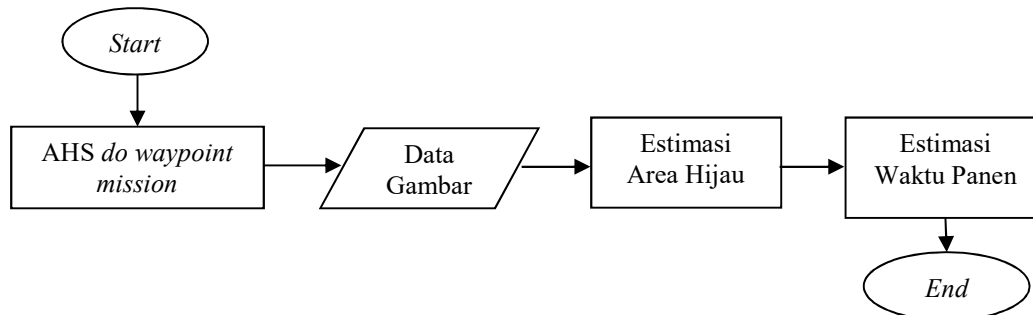 Start
AHS do waypoint
mission
Data
Gambar
Estimasi
Area Hijau
Estimasi
Waktu Panen
End